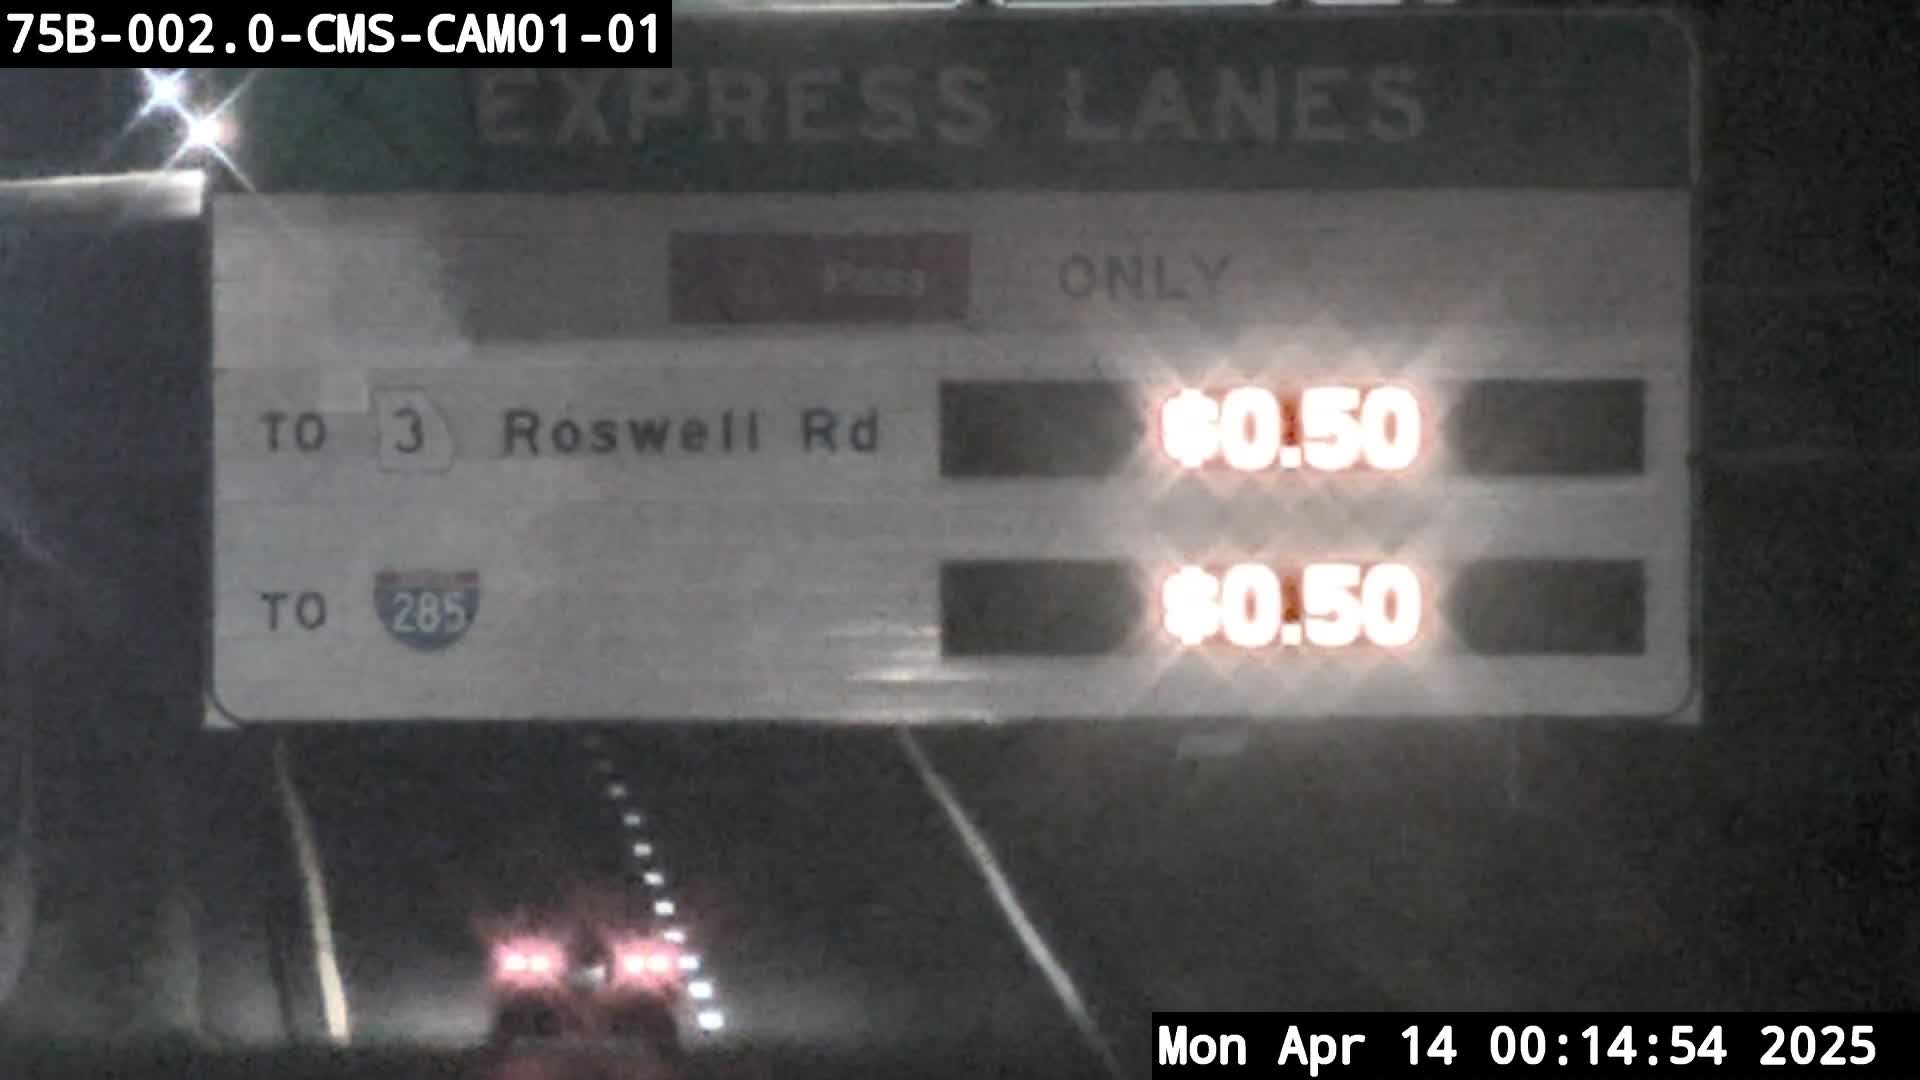 75B-002.0-CMS-CAM01-01
EXPRESS LANES
Pass ONLY
TO 3 Roswell Rd $0.50
TO 285 $0.50
Mon Apr 14 00:14:54 2025